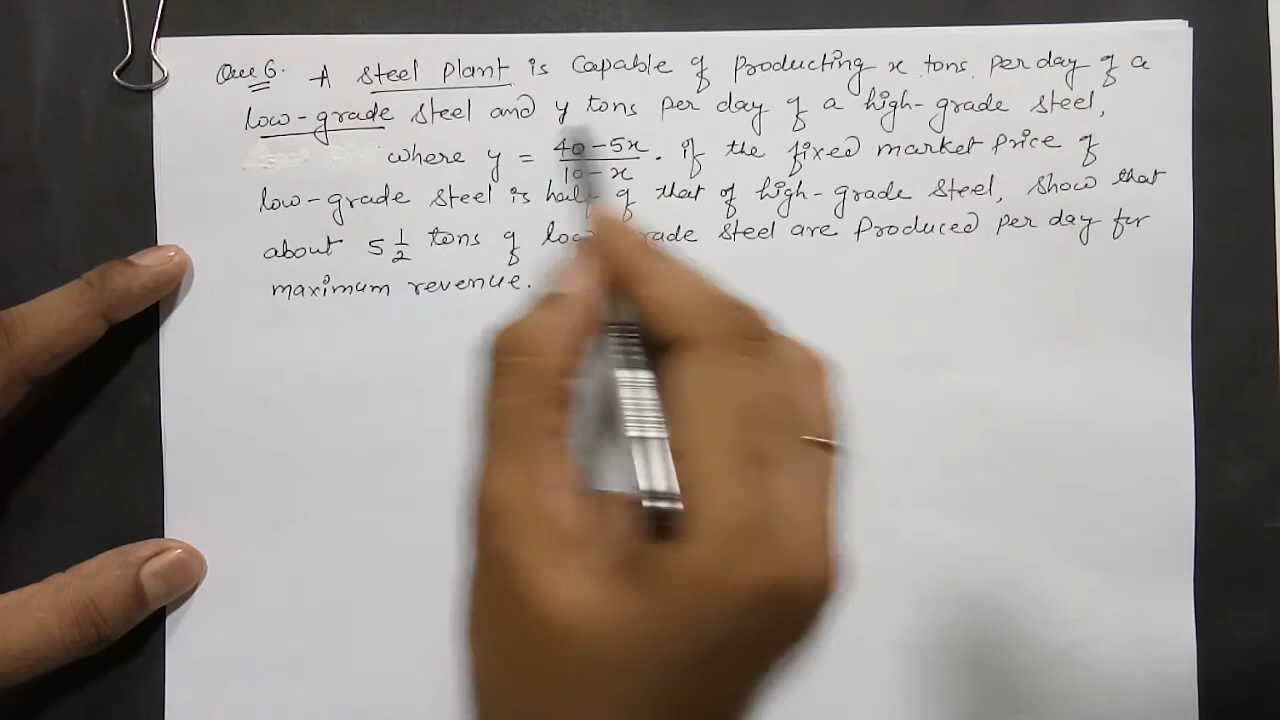 Que 6. A steel plant is capable of producting x tons per day of a
low-grade steel and y tons per day of a high-grade steel,
where y = 40-5x / 10-x . if the fixed market price of
low-grade steel is half of that of high-grade steel, show that
about 5 1/2 tons of grade steel are produced per day for
maximum revenue.